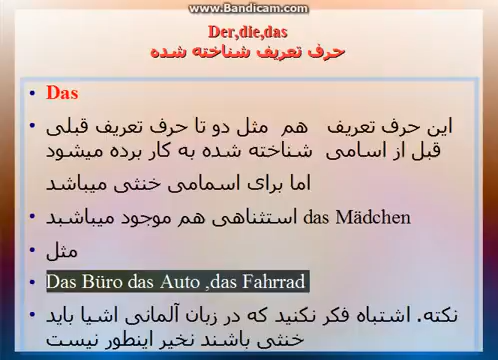 www.Bandicam.com
Der,die,das
حرف تعریف شناخته شده
Das
این حرف تعریف هم مثل دو تا حرف تعریف قبلی
قبل از اسامی شناخته شده به کار برده میشود
اما برای اسمامی خنثی میباشد
استثناهی هم موجود میباشبد das Mädchen
مثل
Das Büro das Auto ,das Fahrrad
نکته. اشتباه فکر نکنید که در زبان آلمانی اشیا باید
خنثی باشند نخیر اینطور نیست